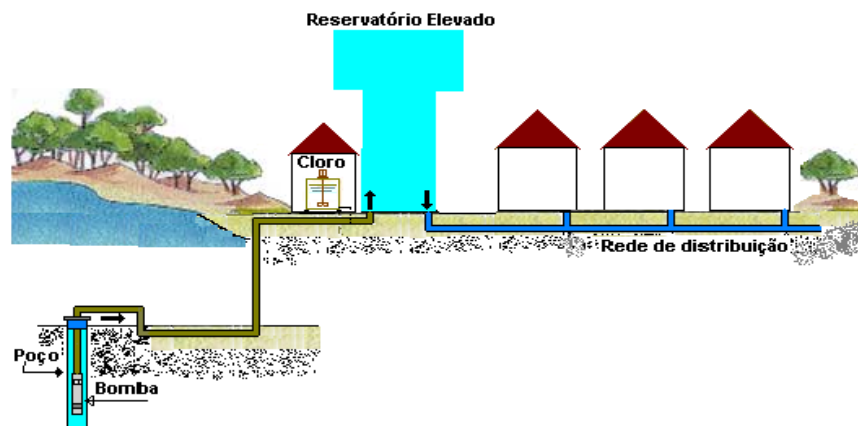 Reservatório Elevado
Cloro
Rede de distribuição
Poço
Bomba